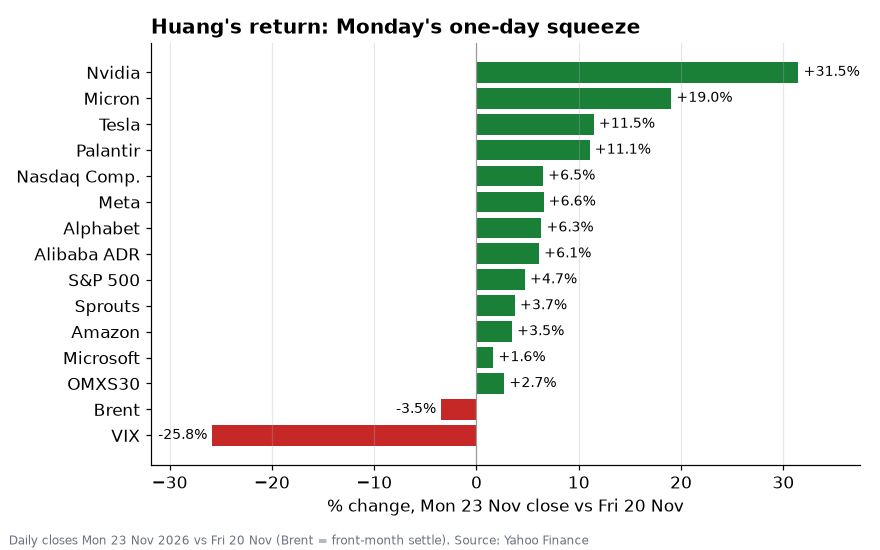 Huang's return: Monday's one-day squeeze
Nvidia +31.5%
Micron +19.0%
Tesla +11.5%
Palantir +11.1%
Nasdaq Comp. +6.5%
Meta +6.6%
Alphabet +6.3%
Alibaba ADR +6.1%
S&P 500 +4.7%
Sprouts +3.7%
Amazon +3.5%
Microsoft +1.6%
OMXS30 +2.7%
Brent -3.5%
VIX -25.8%
−30 −20 −10 0 10 20 30
% change, Mon 23 Nov close vs Fri 20 Nov
Daily closes Mon 23 Nov 2026 vs Fri 20 Nov (Brent = front-month settle). Source: Yahoo Finance